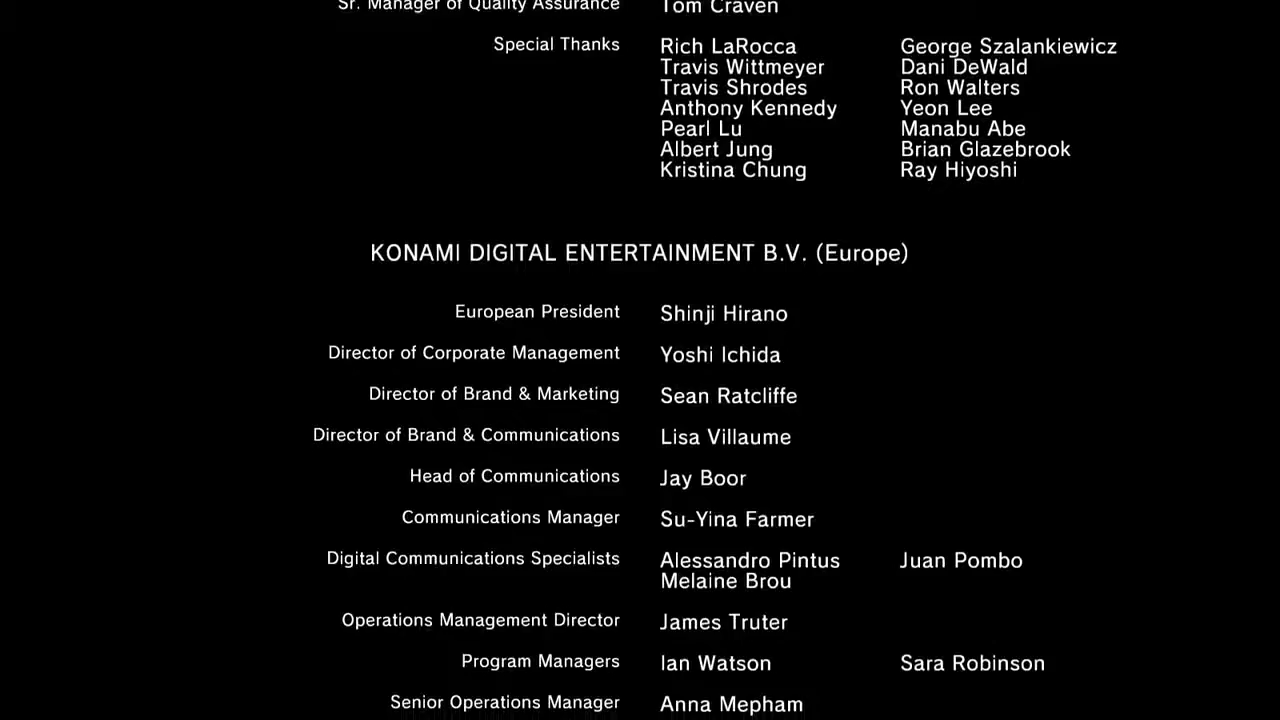 Sr. Manager of Quality Assurance Tom Craven
Special Thanks Rich LaRocca George Szalankiewicz
Travis Wittmeyer Dani DeWald
Travis Shrodes Ron Walters
Anthony Kennedy Yeon Lee
Pearl Lu Manabu Abe
Albert Jung Brian Glazebrook
Kristina Chung Ray Hiyoshi
KONAMI DIGITAL ENTERTAINMENT B.V. (Europe)
European President Shinji Hirano
Director of Corporate Management Yoshi Ichida
Director of Brand & Marketing Sean Ratcliffe
Director of Brand & Communications Lisa Villaume
Head of Communications Jay Boor
Communications Manager Su-Yina Farmer
Digital Communications Specialists Alessandro Pintus Juan Pombo
Melaine Brou
Operations Management Director James Truter
Program Managers Ian Watson Sara Robinson
Senior Operations Manager Anna Mepham